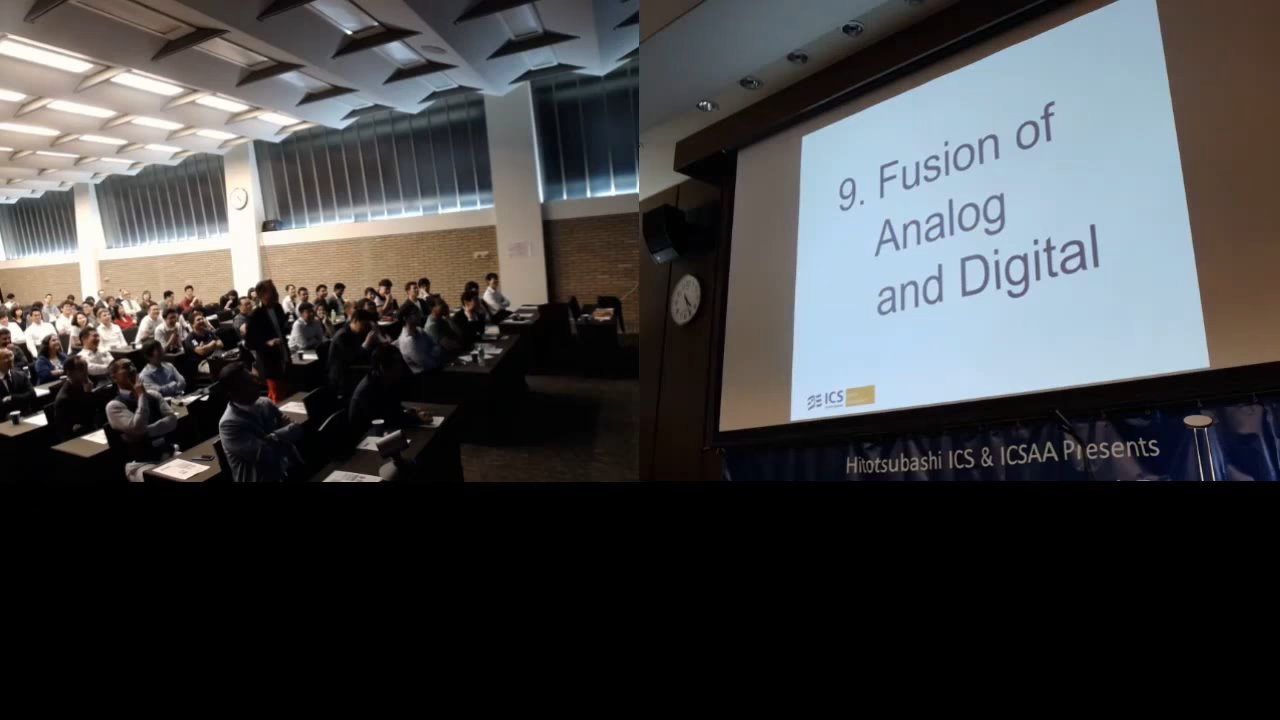 9. Fusion of
Analog
and Digital
ICS
Hitotsubashi ICS & ICSAA Presents